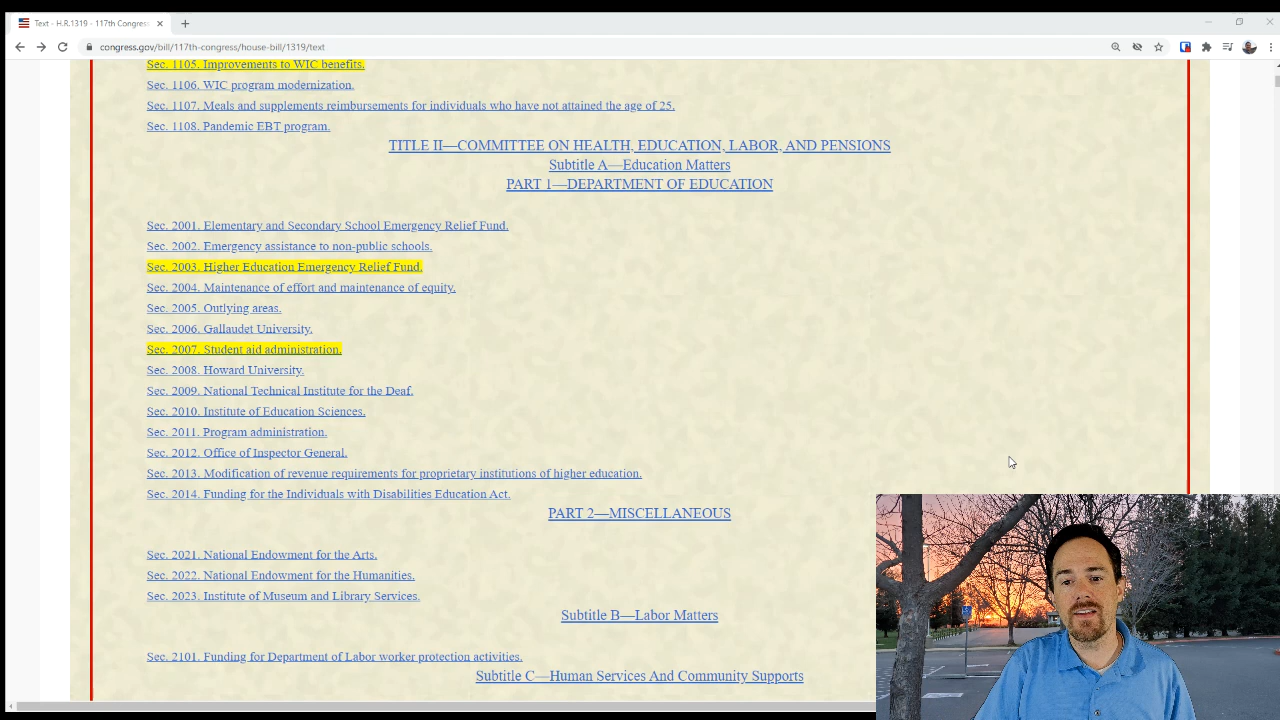 Text - H.R.1319 - 117th Congres
congress.gov/bill/117th-congress/house-bill/1319/text
Sec. 1105. Improvements to WIC benefits.
Sec. 1106. WIC program modernization.
Sec. 1107. Meals and supplements reimbursements for individuals who have not attained the age of 25.
Sec. 1108. Pandemic EBT program.
TITLE II—COMMITTEE ON HEALTH, EDUCATION, LABOR, AND PENSIONS
Subtitle A—Education Matters
PART 1—DEPARTMENT OF EDUCATION
Sec. 2001. Elementary and Secondary School Emergency Relief Fund.
Sec. 2002. Emergency assistance to non-public schools.
Sec. 2003. Higher Education Emergency Relief Fund.
Sec. 2004. Maintenance of effort and maintenance of equity.
Sec. 2005. Outlying areas.
Sec. 2006. Gallaudet University.
Sec. 2007. Student aid administration.
Sec. 2008. Howard University.
Sec. 2009. National Technical Institute for the Deaf.
Sec. 2010. Institute of Education Sciences.
Sec. 2011. Program administration.
Sec. 2012. Office of Inspector General.
Sec. 2013. Modification of revenue requirements for proprietary institutions of higher education.
Sec. 2014. Funding for the Individuals with Disabilities Education Act.
PART 2—MISCELLANEOUS
Sec. 2021. National Endowment for the Arts.
Sec. 2022. National Endowment for the Humanities.
Sec. 2023. Institute of Museum and Library Services.
Subtitle B—Labor Matters
Sec. 2101. Funding for Department of Labor worker protection activities.
Subtitle C—Human Services And Community Supports